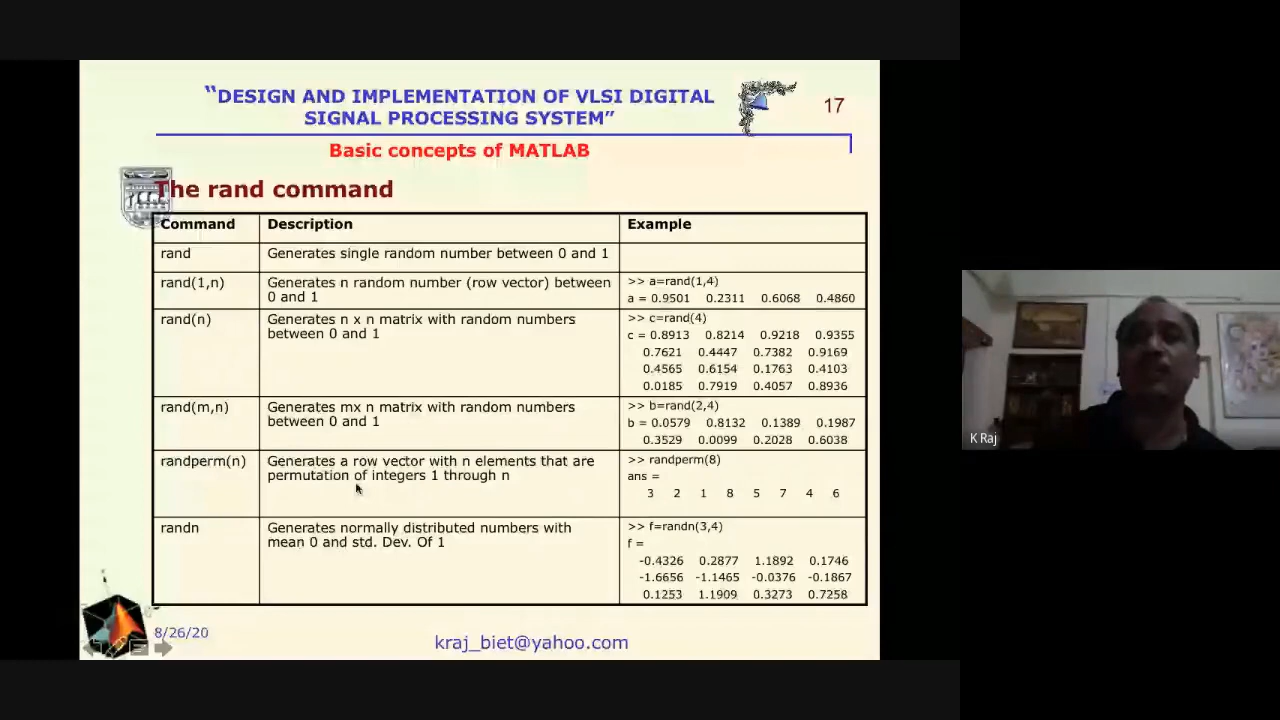 “DESIGN AND IMPLEMENTATION OF VLSI DIGITAL
SIGNAL PROCESSING SYSTEM”
17
Basic concepts of MATLAB
The rand command
Command Description Example
rand Generates single random number between 0 and 1
rand(1,n) Generates n random number (row vector) between
0 and 1
>> a=rand(1,4)
a = 0.9501 0.2311 0.6068 0.4860
rand(n) Generates n x n matrix with random numbers
between 0 and 1
>> c=rand(4)
c = 0.8913 0.8214 0.9218 0.9355
0.7621 0.4447 0.7382 0.9169
0.4565 0.6154 0.1763 0.4103
0.0185 0.7919 0.4057 0.8936
rand(m,n) Generates mx n matrix with random numbers
between 0 and 1
>> b=rand(2,4)
b = 0.0579 0.8132 0.1389 0.1987
0.3529 0.0099 0.2028 0.6038
randperm(n) Generates a row vector with n elements that are
permutation of integers 1 through n
>> randperm(8)
ans =
3 2 1 8 5 7 4 6
randn Generates normally distributed numbers with
mean 0 and std. Dev. Of 1
>> f=randn(3,4)
f =
-0.4326 0.2877 1.1892 0.1746
-1.6656 -1.1465 -0.0376 -0.1867
0.1253 1.1909 0.3273 0.7258
8/26/20
kraj_biet@yahoo.com
K Raj